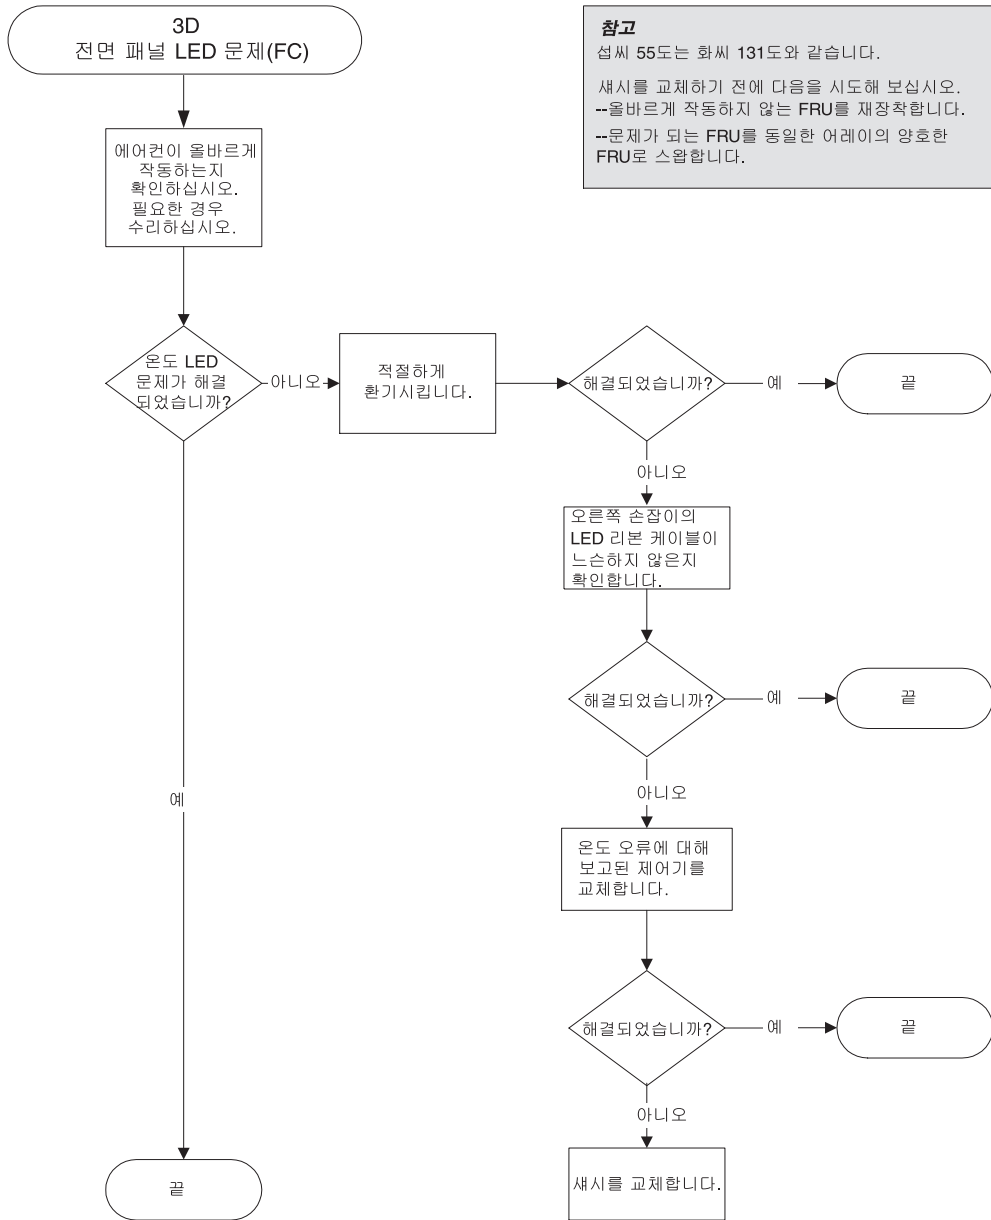 3D
전면 패널 LED 문제(FC)
참고
섭씨 55도는 화씨 131도와 같습니다.
섀시를 교체하기 전에 다음을 시도해 보십시오.
--올바르게 작동하지 않는 FRU를 재장착합니다.
--문제가 되는 FRU를 동일한 어레이의 양호한
FRU로 스왑합니다.
에어컨이 올바르게
작동하는지
확인하십시오.
필요한 경우
수리하십시오.
온도 LED
문제가 해결
되었습니까?
아니오
적절하게
환기시킵니다.
해결되었습니까?
예
끝
아니오
오른쪽 손잡이의
LED 리본 케이블이
느슨하지 않은지
확인합니다.
해결되었습니까?
예
끝
아니오
예
온도 오류에 대해
보고된 제어기를
교체합니다.
해결되었습니까?
예
끝
아니오
섀시를 교체합니다.
끝